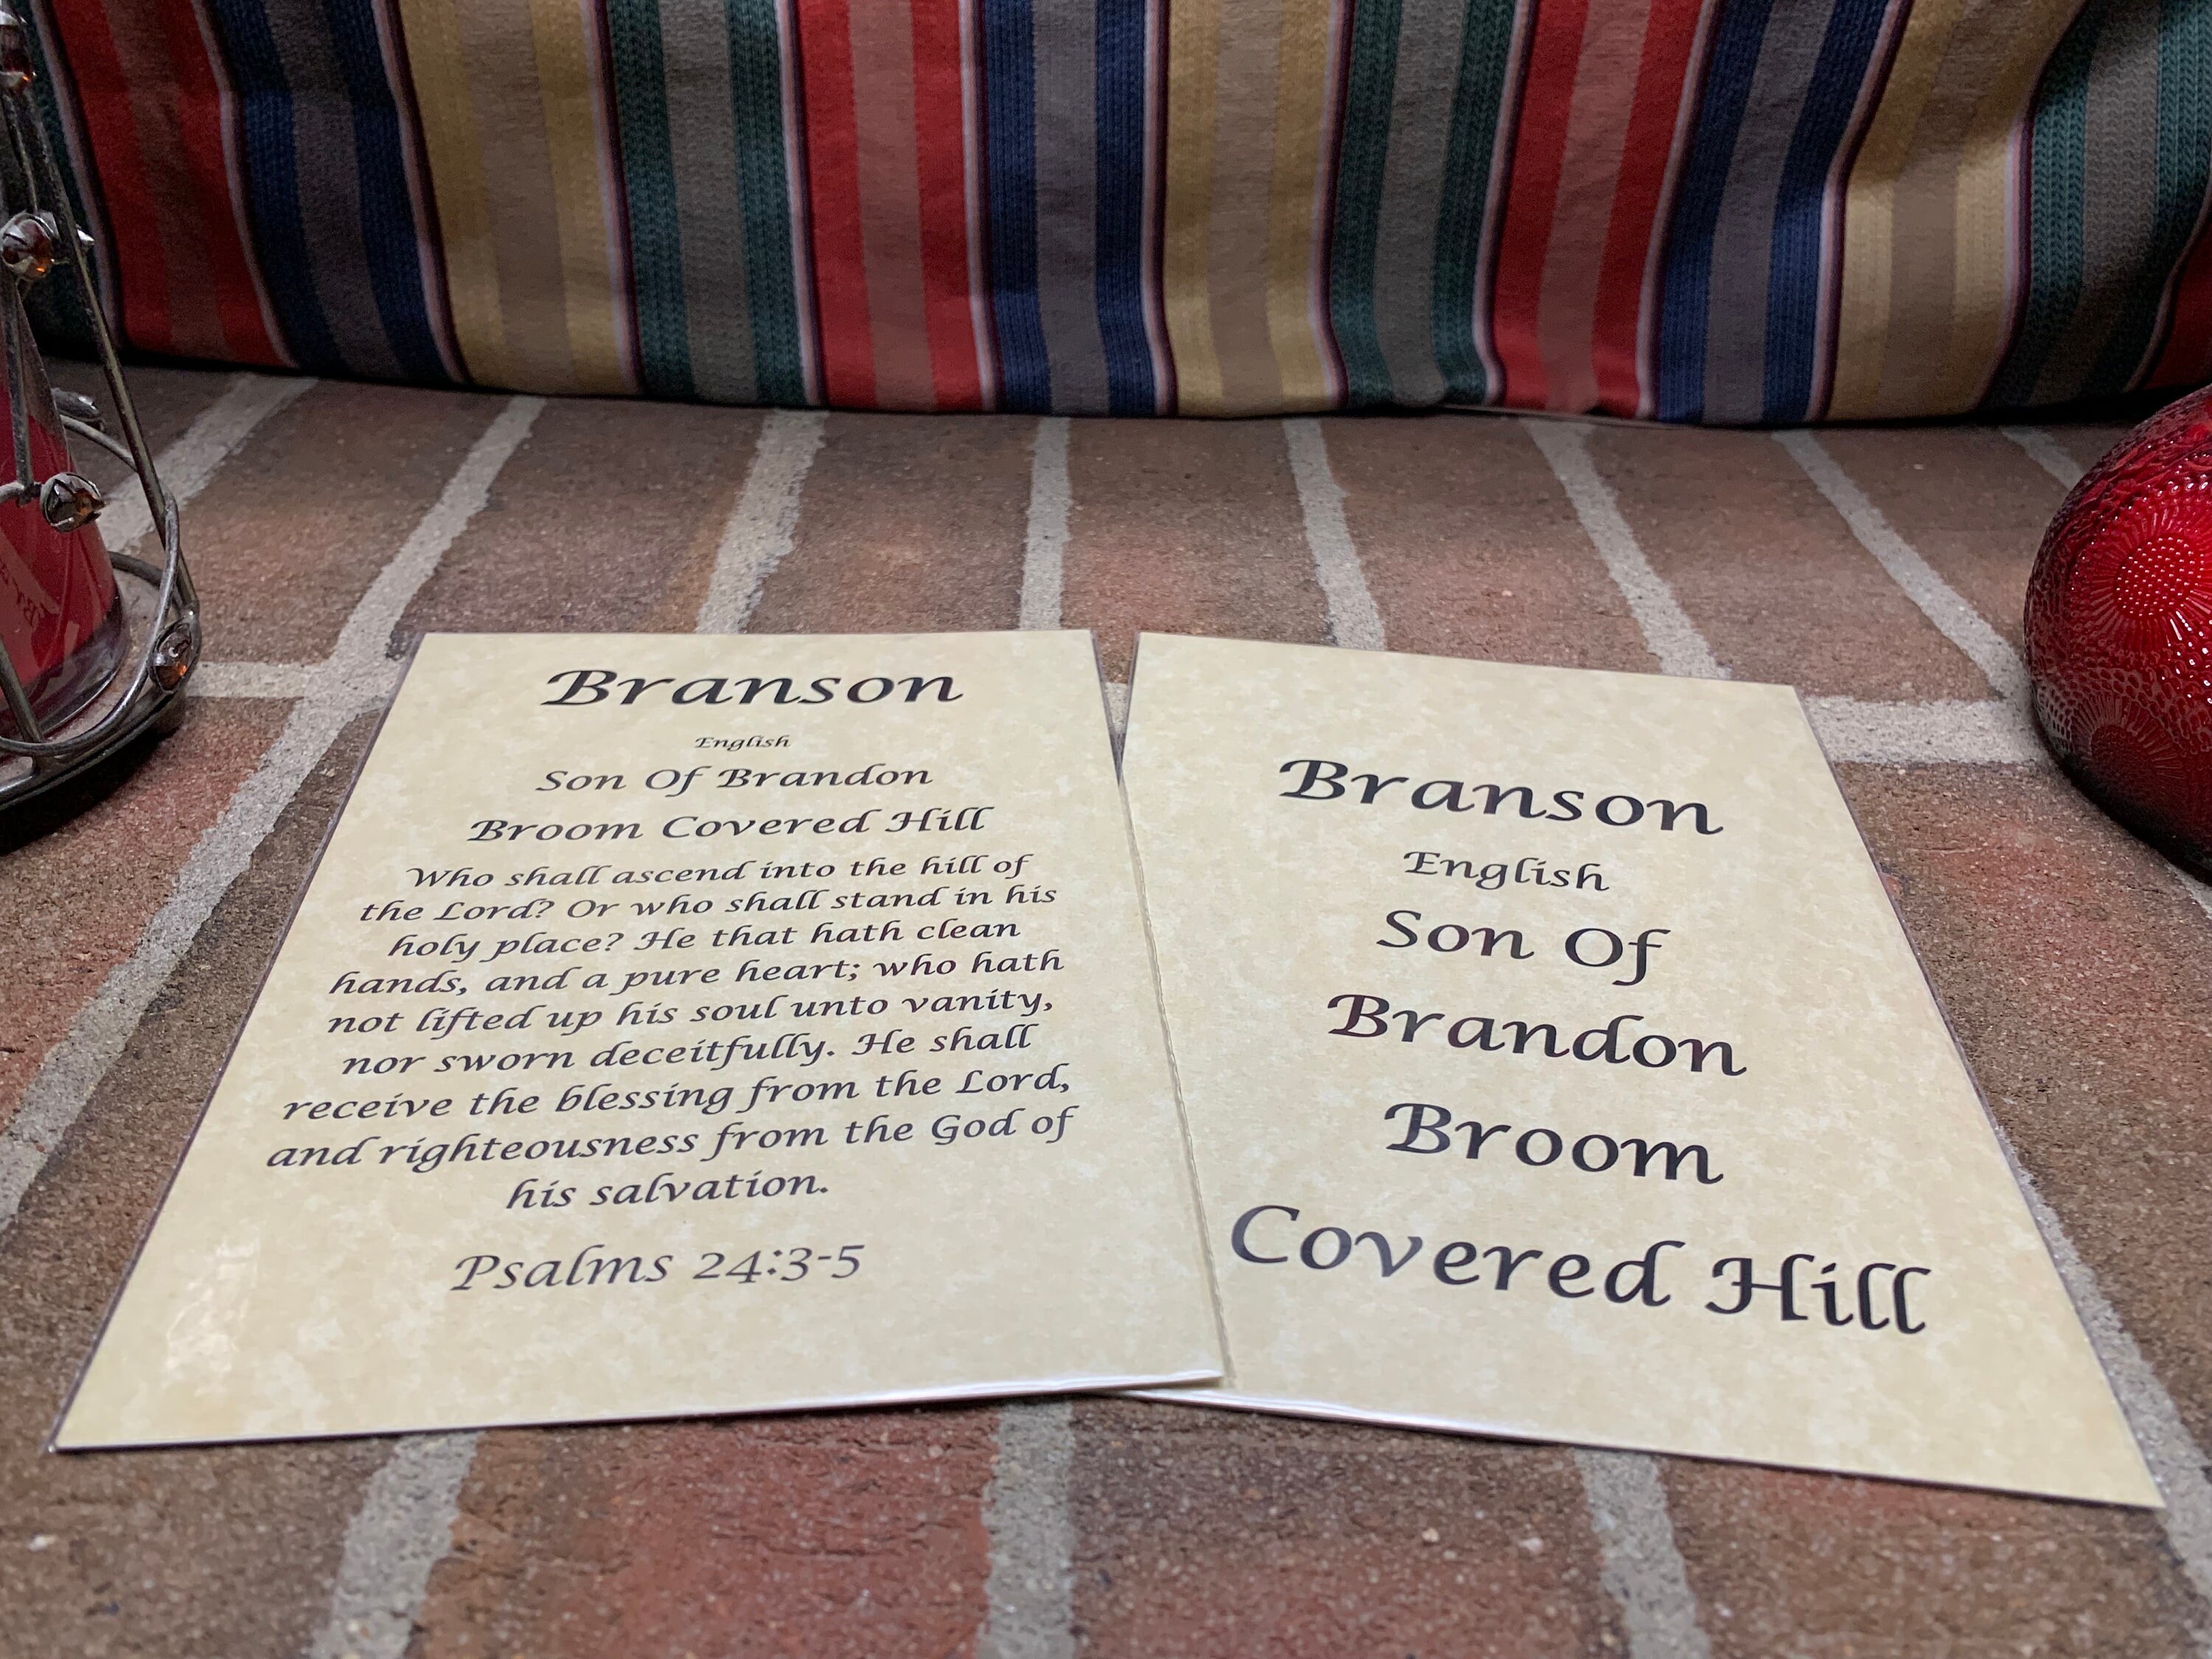 Branson
English
Son Of Brandon
Broom Covered Hill
Who shall ascend into the hill of
the Lord? Or who shall stand in his
holy place? He that hath clean
hands, and a pure heart; who hath
not lifted up his soul unto vanity,
nor sworn deceitfully. He shall
receive the blessing from the Lord,
and righteousness from the God of
his salvation.
Psalms 24:3-5
Branson
English
Son Of
Brandon
Broom
Covered Hill